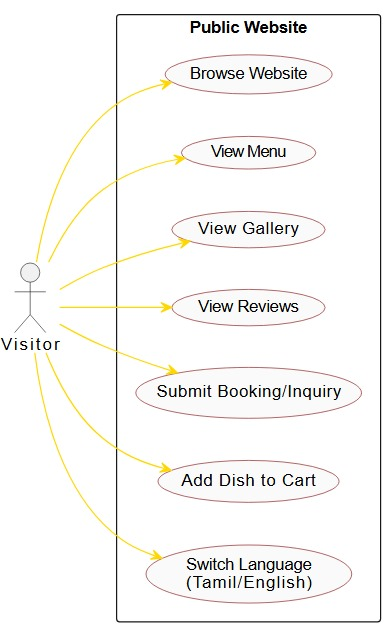 Public Website
Browse Website
View Menu
View Gallery
View Reviews
Visitor
Submit Booking/Inquiry
Add Dish to Cart
Switch Language
(Tamil/English)